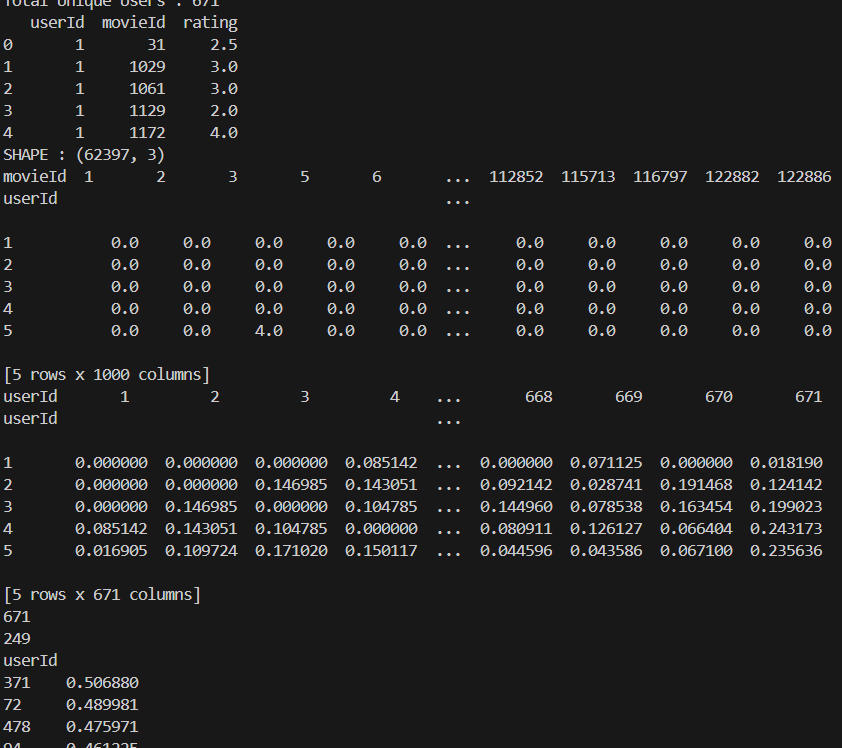 Total Unique Users : 671
userId movieId rating
0 1 31 2.5
1 1 1029 3.0
2 1 1061 3.0
3 1 1129 2.0
4 1 1172 4.0
SHAPE : (62397, 3)
movieId 1 2 3 5 6 ... 112852 115713 116797 122882 122886
userId ...
1 0.0 0.0 0.0 0.0 0.0 ... 0.0 0.0 0.0 0.0 0.0
2 0.0 0.0 0.0 0.0 0.0 ... 0.0 0.0 0.0 0.0 0.0
3 0.0 0.0 0.0 0.0 0.0 ... 0.0 0.0 0.0 0.0 0.0
4 0.0 0.0 0.0 0.0 0.0 ... 0.0 0.0 0.0 0.0 0.0
5 0.0 0.0 4.0 0.0 0.0 ... 0.0 0.0 0.0 0.0 0.0
[5 rows x 1000 columns]
userId 1 2 3 4 ... 668 669 670 671
userId ...
1 0.000000 0.000000 0.000000 0.085142 ... 0.000000 0.071125 0.000000 0.018190
2 0.000000 0.000000 0.146985 0.143051 ... 0.092142 0.028741 0.191468 0.124142
3 0.000000 0.146985 0.000000 0.104785 ... 0.144960 0.078538 0.163454 0.199023
4 0.085142 0.143051 0.104785 0.000000 ... 0.080911 0.126127 0.066404 0.243173
5 0.016905 0.109724 0.171020 0.150117 ... 0.044596 0.043586 0.067100 0.235636
[5 rows x 671 columns]
671
249
userId
371 0.506880
72 0.489981
478 0.475971